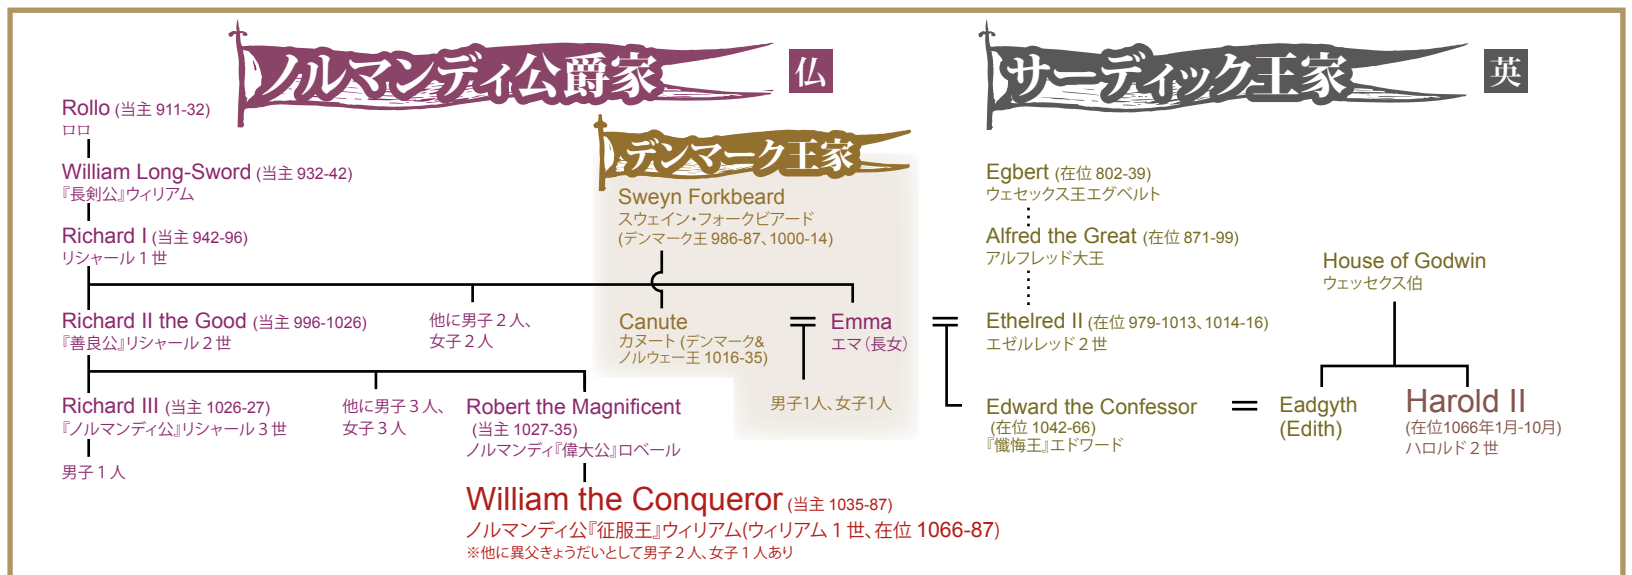 ノルマンディ公爵家 仏
Rollo (当主 911-32)
ロロ
William Long-Sword (当主 932-42)
『長剣公』ウィリアム
Richard I (当主 942-96)
リシャール 1 世
Richard II the Good (当主 996-1026)
『善良公』リシャール 2 世
他に男子 2 人、
女子 2 人
Richard III (当主 1026-27)
『ノルマンディ公』リシャール 3 世
男子 1 人
他に男子 3 人、
女子 3 人
Robert the Magnificent
(当主 1027-35)
ノルマンディ『偉大公』ロベール
William the Conqueror (当主 1035-87)
ノルマンディ公『征服王』ウィリアム(ウィリアム 1 世、在位 1066-87)
※他に異父きょうだいとして男子 2 人、女子 1 人あり
デンマーク王家
Sweyn Forkbeard
スウェイン・フォークビアード
(デンマーク王 986-87、1000-14)
Canute
カヌート (デンマーク&
ノルウェー王 1016-35)
Emma
エマ（長女）
男子1人、女子1人
サーディック王家 英
Egbert (在位 802-39)
ウェセックス王エグベルト
Alfred the Great (在位 871-99)
アルフレッド大王
Ethelred II (在位 979-1013、1014-16)
エゼルレッド 2 世
Edward the Confessor
(在位 1042-66)
『懺悔王』エドワード
House of Godwin
ウェッセクス伯
Eadgyth
(Edith)
Harold II
(在位1066年1月-10月)
ハロルド 2 世